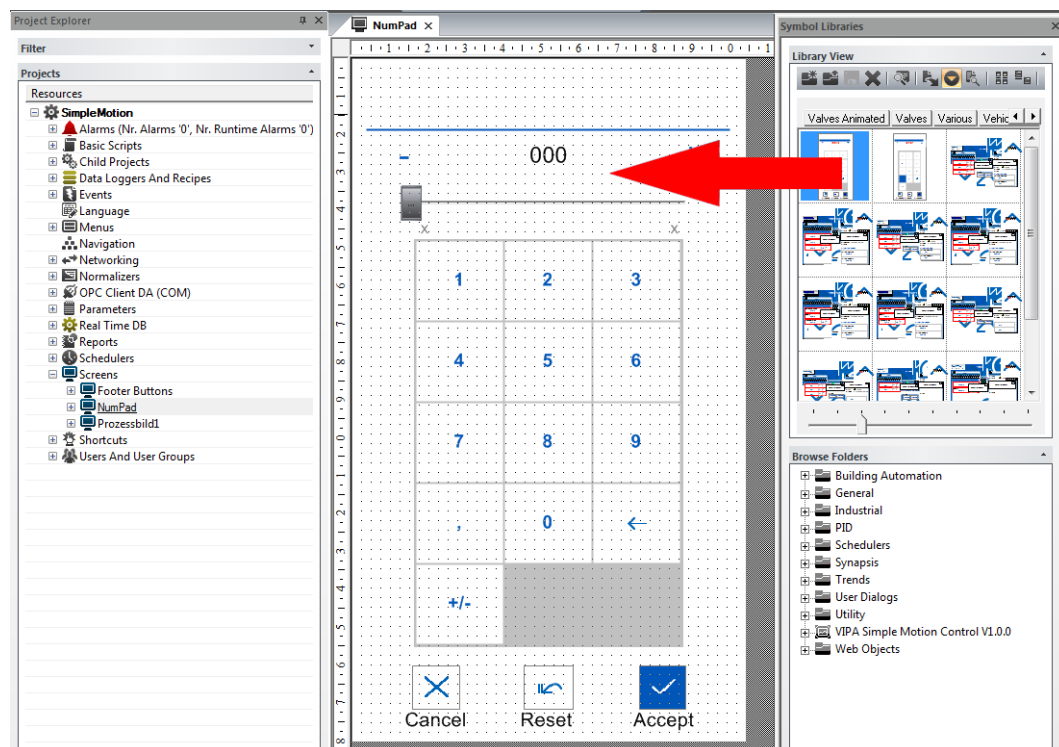 Project Explorer
Filter
Projects
Resources
SimpleMotion
Alarms (Nr. Alarms '0', Nr. Runtime Alarms '0')
Basic Scripts
Child Projects
Data Loggers And Recipes
Events
Language
Menus
Navigation
Networking
Normalizers
OPC Client DA (COM)
Parameters
Real Time DB
Reports
Schedulers
Screens
Footer Buttons
NumPad
Prozessbild1
Shortcuts
Users And User Groups
NumPad
000
x x
1 2 3
4 5 6
7 8 9
, 0 ←
+/-
Cancel Reset Accept
Symbol Libraries
Library View
Valves Animated Valves Various Vehic
Browse Folders
Building Automation
General
Industrial
PID
Schedulers
Synapsis
Trends
User Dialogs
Utility
VIPA Simple Motion Control V1.0.0
Web Objects